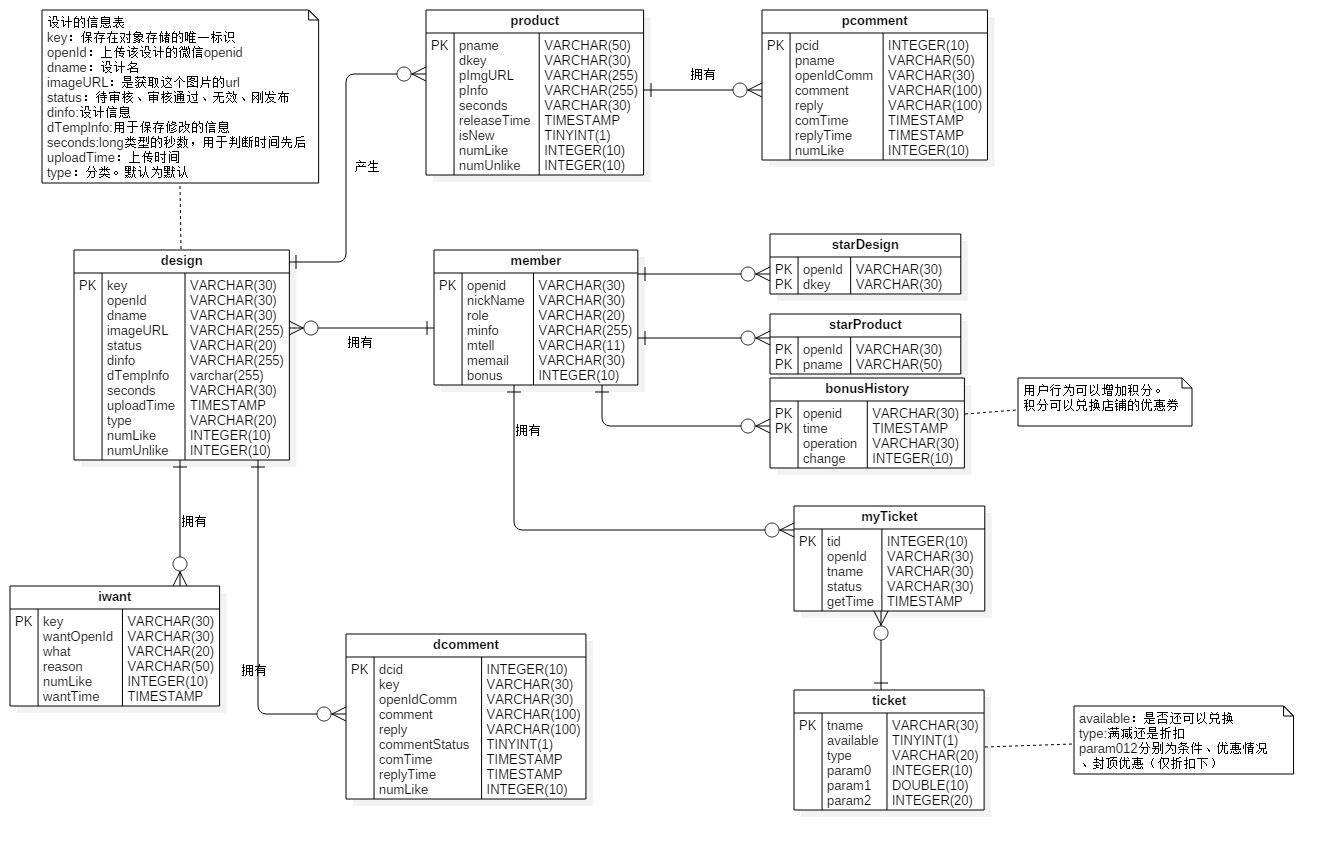 设计的信息表
key：保存在对象存储的唯一标识
openId：上传该设计的微信openid
dname：设计名
imageURL：是获取这个图片的url
status：待审核、审核通过、无效、刚发布
dinfo:设计信息
dTempInfo:用于保存修改的信息
seconds:long类型的秒数，用于判断时间先后
uploadTime：上传时间
type：分类。默认为默认
product
PK pname VARCHAR(50)
dkey VARCHAR(30)
pImgURL VARCHAR(255)
pInfo VARCHAR(255)
seconds VARCHAR(30)
releaseTime TIMESTAMP
isNew TINYINT(1)
numLike INTEGER(10)
numUnlike INTEGER(10)
拥有
pcomment
PK pcid INTEGER(10)
pname VARCHAR(50)
openIdComm VARCHAR(30)
comment VARCHAR(100)
reply VARCHAR(100)
comTime TIMESTAMP
replyTime TIMESTAMP
numLike INTEGER(10)
产生
design
PK key VARCHAR(30)
openId VARCHAR(30)
dname VARCHAR(30)
imageURL VARCHAR(255)
status VARCHAR(20)
dinfo VARCHAR(255)
dTempInfo varchar(255)
seconds VARCHAR(30)
uploadTime TIMESTAMP
type VARCHAR(20)
numLike INTEGER(10)
numUnlike INTEGER(10)
拥有
member
PK openid VARCHAR(30)
nickName VARCHAR(30)
role VARCHAR(20)
minfo VARCHAR(255)
mtell VARCHAR(11)
memail VARCHAR(30)
bonus INTEGER(10)
starDesign
PK openId VARCHAR(30)
PK dkey VARCHAR(30)
starProduct
PK openId VARCHAR(30)
PK pname VARCHAR(50)
bonusHistory
PK openid VARCHAR(30)
PK time TIMESTAMP
operation VARCHAR(30)
change INTEGER(10)
用户行为可以增加积分。
积分可以兑换店铺的优惠券
拥有
myTicket
PK tid INTEGER(10)
openId VARCHAR(30)
tname VARCHAR(30)
status VARCHAR(30)
getTime TIMESTAMP
拥有
iwant
PK key VARCHAR(30)
wantOpenId VARCHAR(30)
what VARCHAR(20)
reason VARCHAR(50)
numLike INTEGER(10)
wantTime TIMESTAMP
拥有
dcomment
PK dcid INTEGER(10)
key VARCHAR(30)
openIdComm VARCHAR(30)
comment VARCHAR(100)
reply VARCHAR(100)
commentStatus TINYINT(1)
comTime TIMESTAMP
replyTime TIMESTAMP
numLike INTEGER(10)
ticket
PK tname VARCHAR(30)
available TINYINT(1)
type VARCHAR(20)
param0 INTEGER(10)
param1 DOUBLE(10)
param2 INTEGER(20)
available：是否还可以兑换
type:满减还是折扣
param012分别为条件、优惠情况
、封顶优惠（仅折扣下）